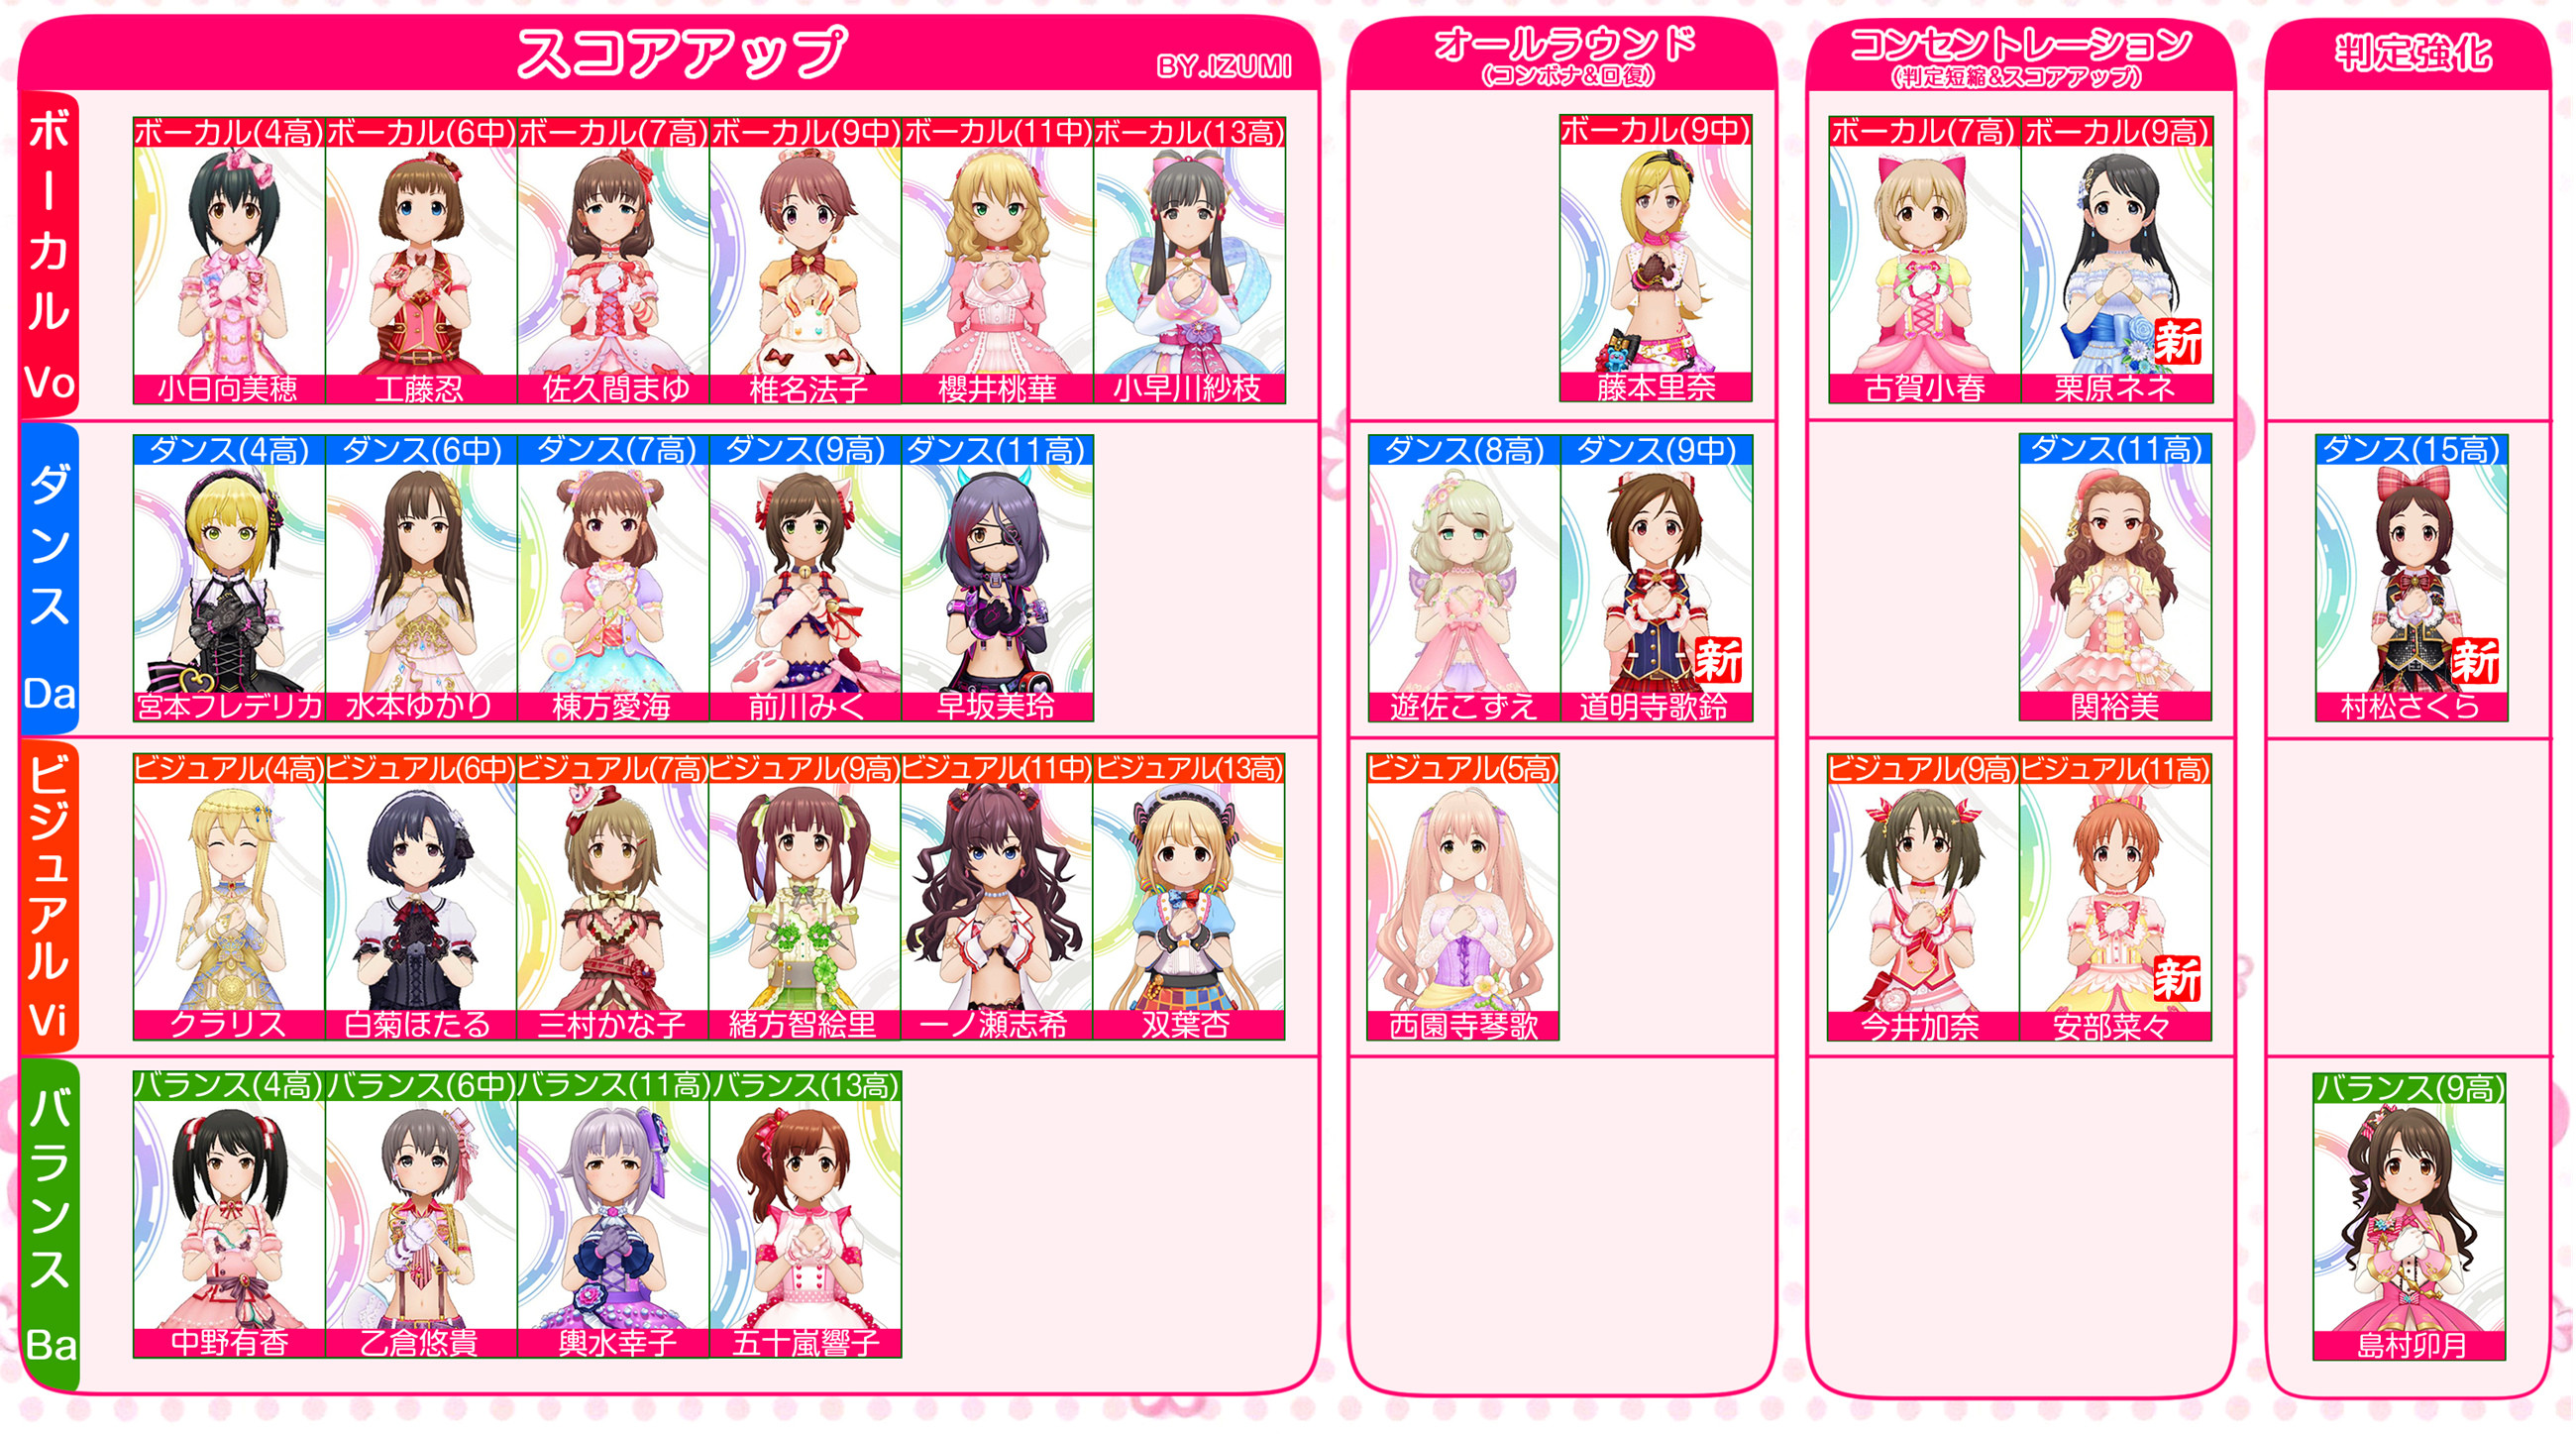 スコアアップ
BY.IZUMI
オールラウンド
(コンボナ&回復)
コンセントレーション
(判定短縮&スコアアップ)
判定強化
ボーカル Vo
ボーカル(4高) ボーカル(6中) ボーカル(7高) ボーカル(9中) ボーカル(11中) ボーカル(13高)
小日向美穂 工藤忍 佐久間まゆ 椎名法子 櫻井桃華 小早川紗枝
ボーカル(9中)
藤本里奈
ボーカル(7高) ボーカル(9高)
新
古賀小春 栗原ネネ
ダンス Da
ダンス(4高) ダンス(6中) ダンス(7高) ダンス(9高) ダンス(11高)
宮本フレデリカ 水本ゆかり 棟方愛海 前川みく 早坂美玲
ダンス(8高) ダンス(9中)
新
遊佐こずえ 道明寺歌鈴
ダンス(11高)
関裕美
ダンス(15高)
新
村松さくら
ビジュアル Vi
ビジュアル(4高) ビジュアル(6中) ビジュアル(7高) ビジュアル(9高) ビジュアル(11中) ビジュアル(13高)
クラリス 白菊ほたる 三村かな子 緒方智絵里 一ノ瀬志希 双葉杏
ビジュアル(5高)
西園寺琴歌
ビジュアル(9高) ビジュアル(11高)
新
今井加奈 安部菜々
バランス Ba
バランス(4高) バランス(6中) バランス(11高) バランス(13高)
中野有香 乙倉悠貴 輿水幸子 五十嵐響子
バランス(9高)
島村卯月